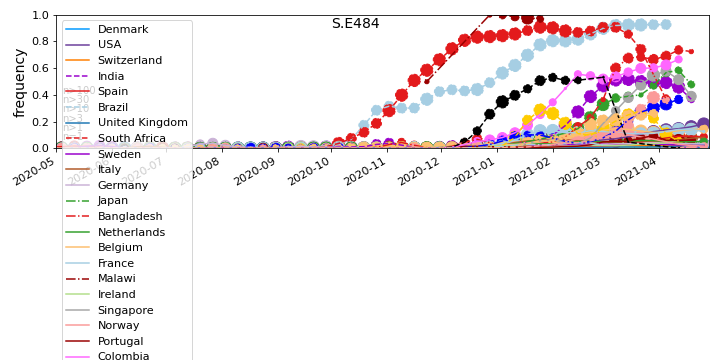 S.E484
frequency
1.0
0.8
0.6
0.4
0.2
0.0
2020-05
2020-06
2020-07
2020-08
2020-09
2020-10
2020-11
2020-12
2021-01
2021-02
2021-03
2021-04
Denmark
USA
Switzerland
India
Spain
Brazil
United Kingdom
South Africa
Sweden
Italy
Germany
Japan
Bangladesh
Netherlands
Belgium
France
Malawi
Ireland
Singapore
Norway
Portugal
Colombia